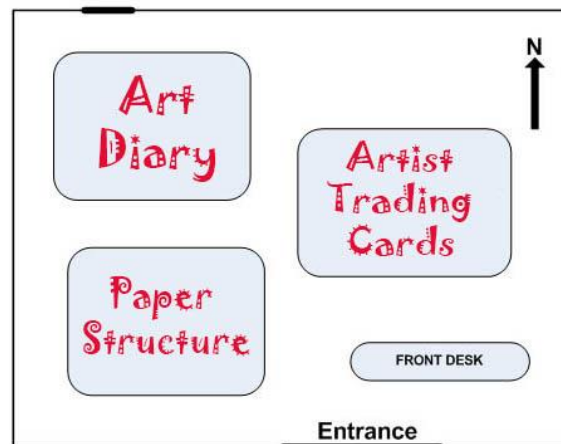 Art
Diary
N
Artist
Trading
Cards
Paper
Structure
FRONT DESK
Entrance